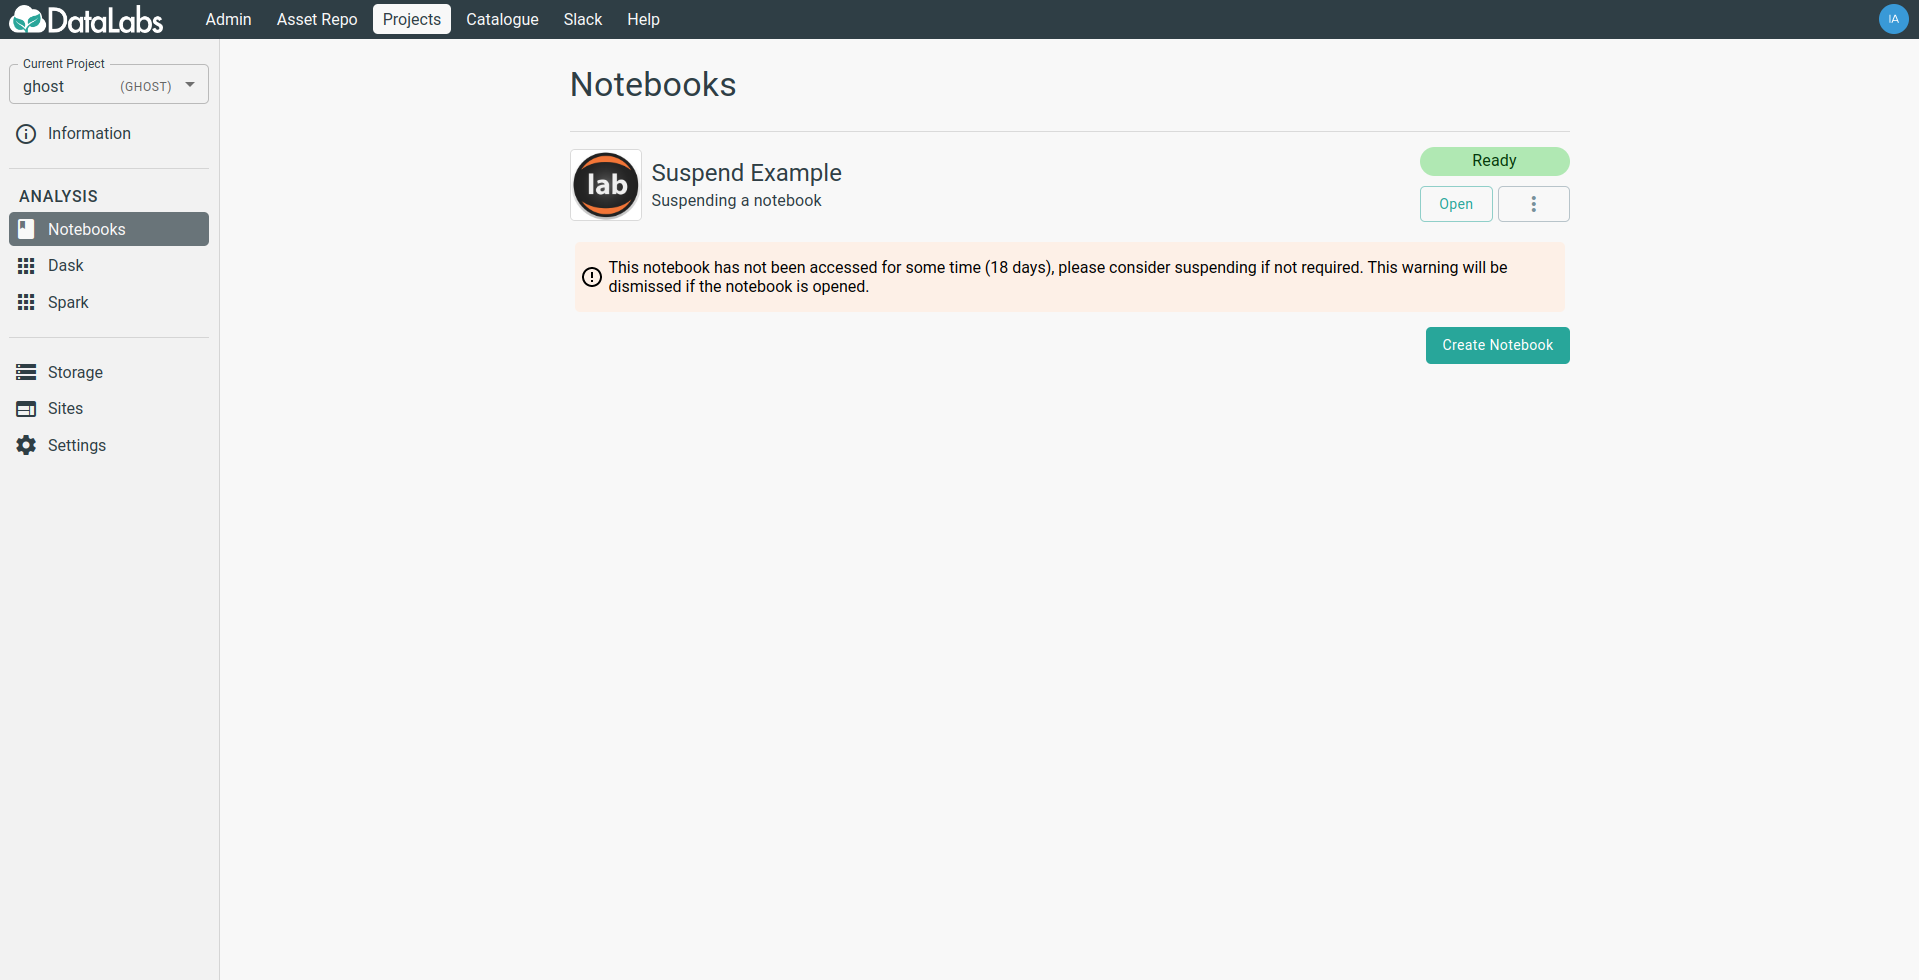 DataLabs Admin Asset Repo Projects Catalogue Slack Help IA
Current Project
ghost (GHOST)
Information
ANALYSIS
Notebooks
Dask
Spark
Storage
Sites
Settings
Notebooks
lab
Suspend Example
Suspending a notebook
Ready
Open
This notebook has not been accessed for some time (18 days), please consider suspending if not required. This warning will be
dismissed if the notebook is opened.
Create Notebook